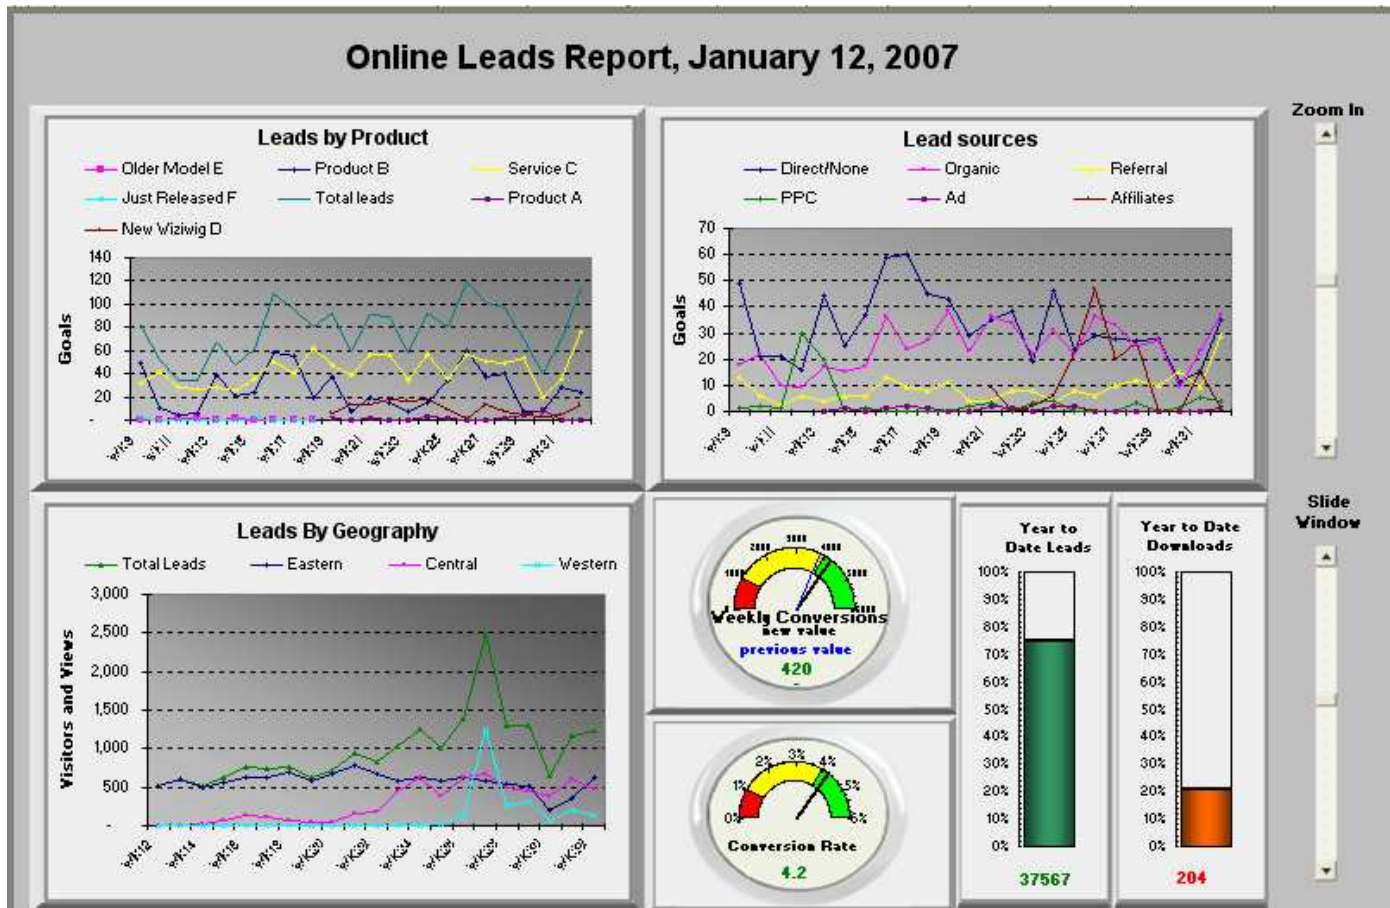 Online Leads Report, January 12, 2007
Zoom In
Leads by Product
Older Model E Product B Service C
Just Released F Total leads Product A
New Viziwig D
Goals
140
120
100
80
60
40
20
-
Lead sources
Direct/None Organic Referral
PPC Ad Affiliates
Goals
70
60
50
40
30
20
10
0
Slide
Window
Leads By Geography
Total Leads Eastern Central Western
Visitors and Views
3,000
2,500
2,000
1,500
1,000
500
-
2000 3000 4000
Weekly Conversions
new value
previous value
420
-
0% 1% 2% 3% 4% 5% 6%
Conversion Rate
4.2
Year to
Date Leads
100%
90%
80%
70%
60%
50%
40%
30%
20%
10%
0%
37567
Year to Date
Downloads
100%
90%
80%
70%
60%
50%
40%
30%
20%
10%
0%
204